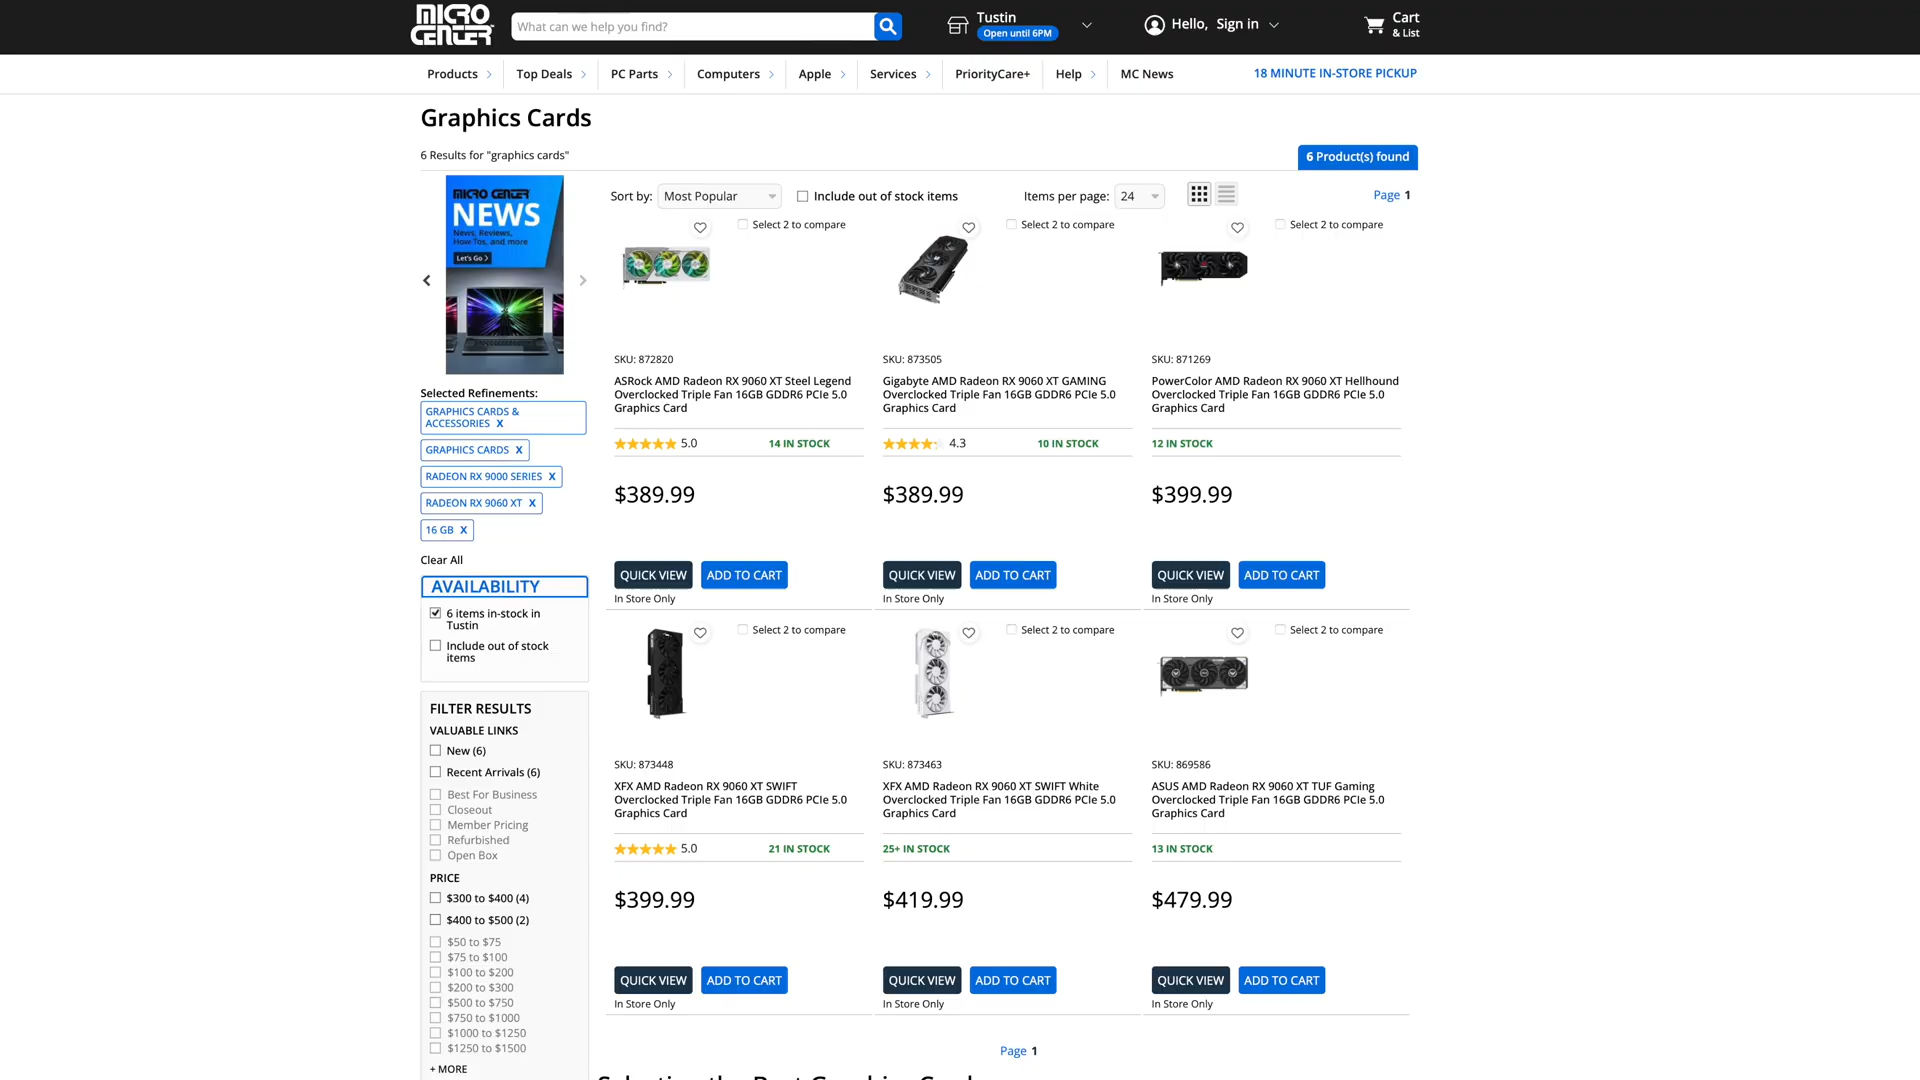 MICRO CENTER
What can we help you find?
Tustin
Open until 6PM
Hello, Sign in
Cart
& List
Products
Top Deals
PC Parts
Computers
Apple
Services
PriorityCare+
Help
MC News
18 MINUTE IN-STORE PICKUP
Graphics Cards
6 Results for "graphics cards"
6 Product(s) found
MICRO CENTER
NEWS
News, Reviews,
How-Tos, and more
Let's Go >
Sort by: Most Popular
Include out of stock items
Items per page: 24
Page 1
Select 2 to compare
Select 2 to compare
Select 2 to compare
SKU: 872820
ASRock AMD Radeon RX 9060 XT Steel Legend
Overclocked Triple Fan 16GB GDDR6 PCIe 5.0
Graphics Card
5.0
14 IN STOCK
$389.99
QUICK VIEW
ADD TO CART
In Store Only
SKU: 873505
Gigabyte AMD Radeon RX 9060 XT GAMING
Overclocked Triple Fan 16GB GDDR6 PCIe 5.0
Graphics Card
4.3
10 IN STOCK
$389.99
QUICK VIEW
ADD TO CART
In Store Only
SKU: 871269
PowerColor AMD Radeon RX 9060 XT Hellhound
Overclocked Triple Fan 16GB GDDR6 PCIe 5.0
Graphics Card
12 IN STOCK
$399.99
QUICK VIEW
ADD TO CART
In Store Only
Select 2 to compare
Select 2 to compare
Select 2 to compare
SKU: 873448
XFX AMD Radeon RX 9060 XT SWIFT
Overclocked Triple Fan 16GB GDDR6 PCIe 5.0
Graphics Card
5.0
21 IN STOCK
$399.99
QUICK VIEW
ADD TO CART
In Store Only
SKU: 873463
XFX AMD Radeon RX 9060 XT SWIFT White
Overclocked Triple Fan 16GB GDDR6 PCIe 5.0
Graphics Card
25+ IN STOCK
$419.99
QUICK VIEW
ADD TO CART
In Store Only
SKU: 869586
ASUS AMD Radeon RX 9060 XT TUF Gaming
Overclocked Triple Fan 16GB GDDR6 PCIe 5.0
Graphics Card
13 IN STOCK
$479.99
QUICK VIEW
ADD TO CART
In Store Only
Page 1
Selected Refinements:
GRAPHICS CARDS &
ACCESSORIES X
GRAPHICS CARDS X
RADEON RX 9000 SERIES X
RADEON RX 9060 XT X
16 GB X
Clear All
AVAILABILITY
6 items in-stock in
Tustin
Include out of stock
items
FILTER RESULTS
VALUABLE LINKS
New (6)
Recent Arrivals (6)
Best For Business
Closeout
Member Pricing
Refurbished
Open Box
PRICE
$300 to $400 (4)
$400 to $500 (2)
$50 to $75
$75 to $100
$100 to $200
$200 to $300
$500 to $750
$750 to $1000
$1000 to $1250
$1250 to $1500
+ MORE
Selecting the Best Graphics Card